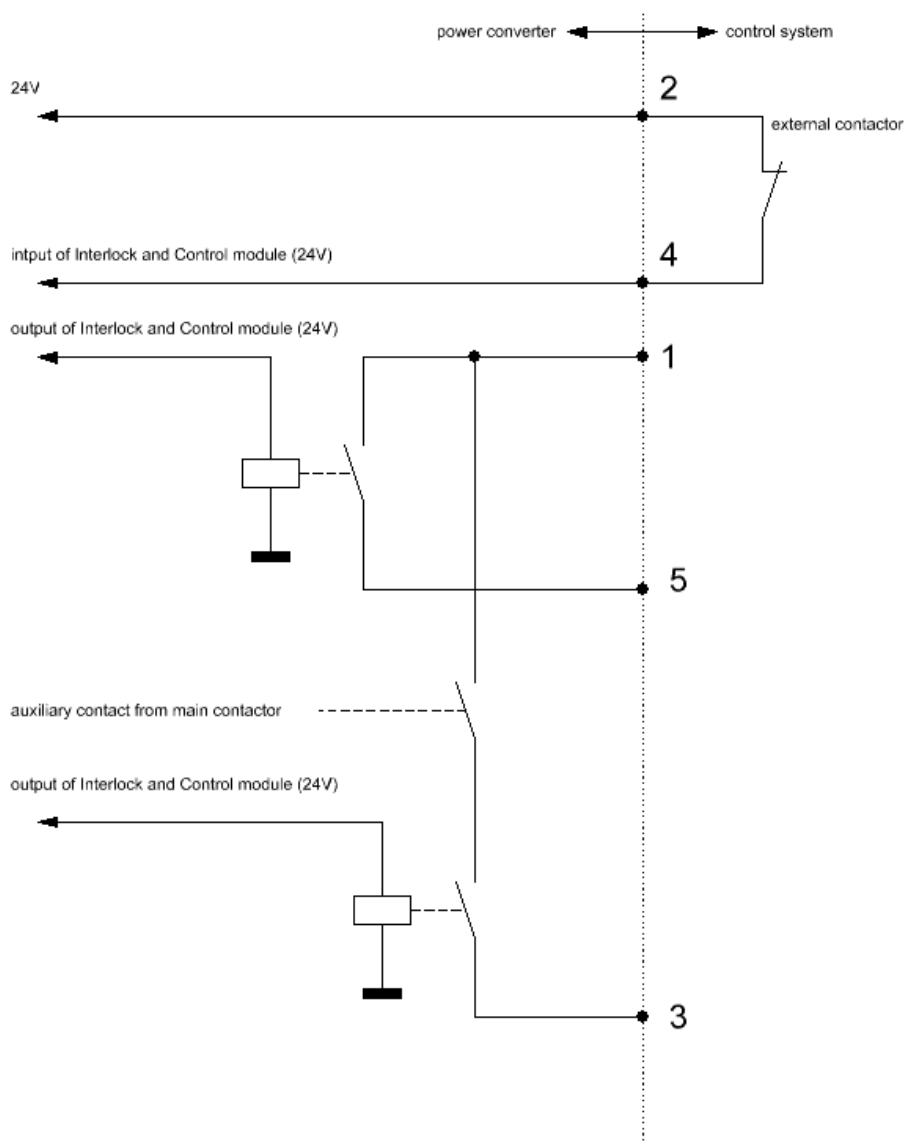 power converter
control system
24V
2
external contactor
intput of Interlock and Control module (24V)
4
output of Interlock and Control module (24V)
1
5
auxiliary contact from main contactor
output of Interlock and Control module (24V)
3